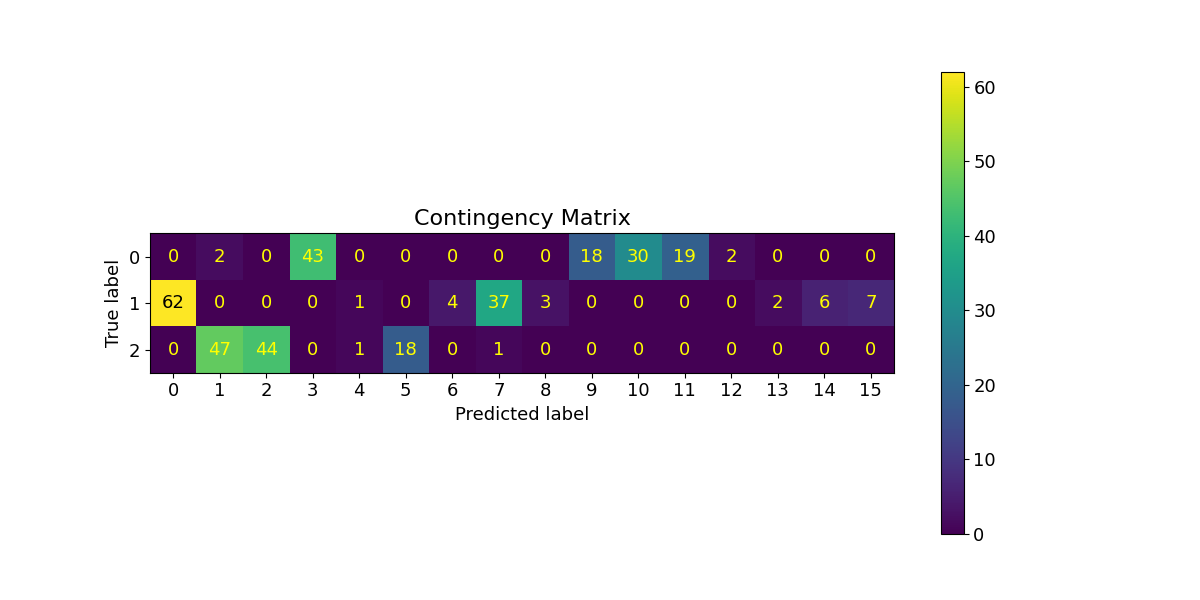 Contingency Matrix
True label
0 0 2 0 43 0 0 0 0 0 18 30 19 2 0 0 0
1 62 0 0 0 1 0 4 37 3 0 0 0 0 2 6 7
2 0 47 44 0 1 18 0 1 0 0 0 0 0 0 0 0
0 1 2 3 4 5 6 7 8 9 10 11 12 13 14 15
Predicted label
60
50
40
30
20
10
0